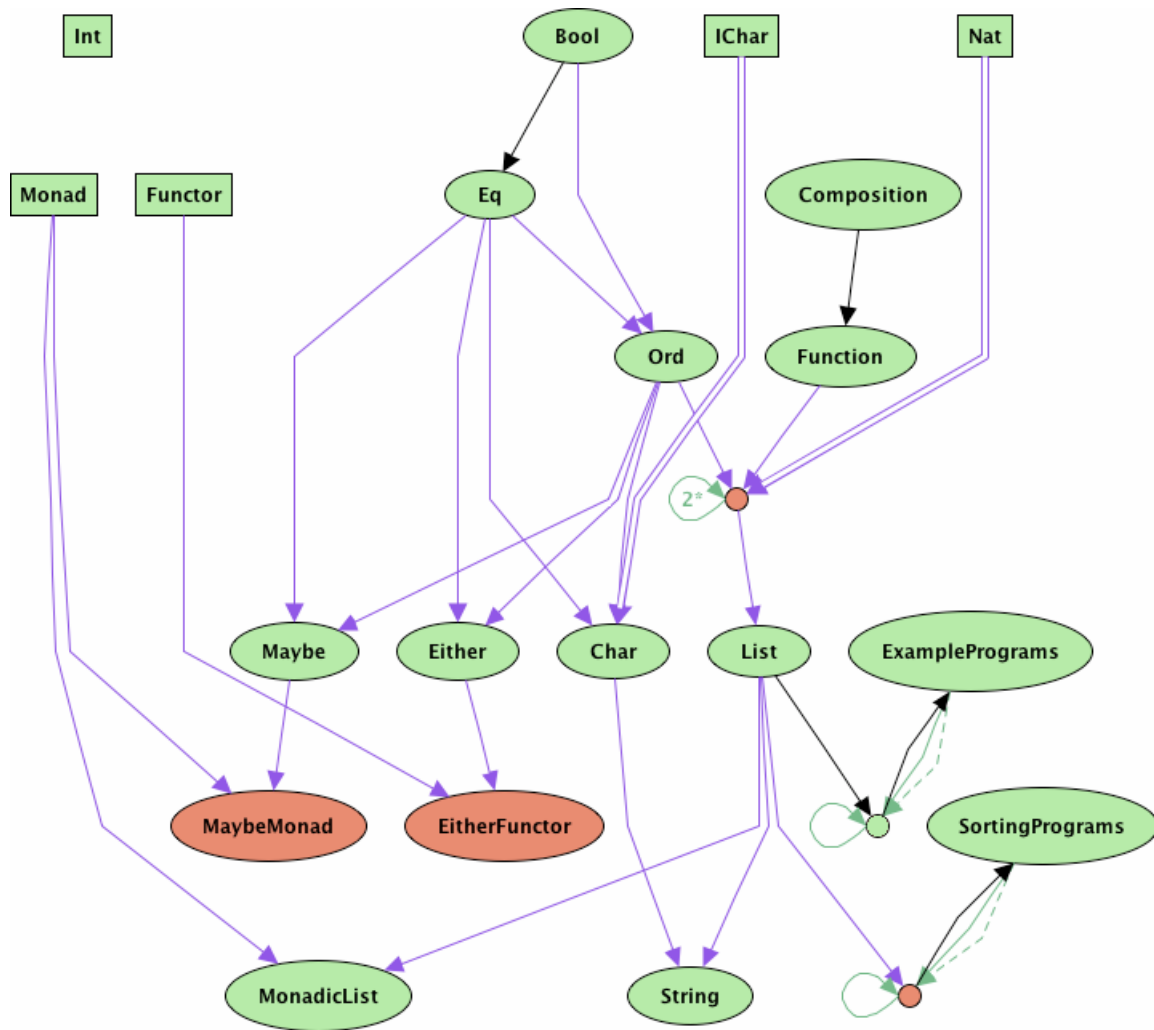 Int
Bool
IChar
Nat
Monad
Functor
Eq
Composition
Ord
Function
2*
Maybe
Either
Char
List
ExamplePrograms
MaybeMonad
EitherFunctor
SortingPrograms
MonadicList
String